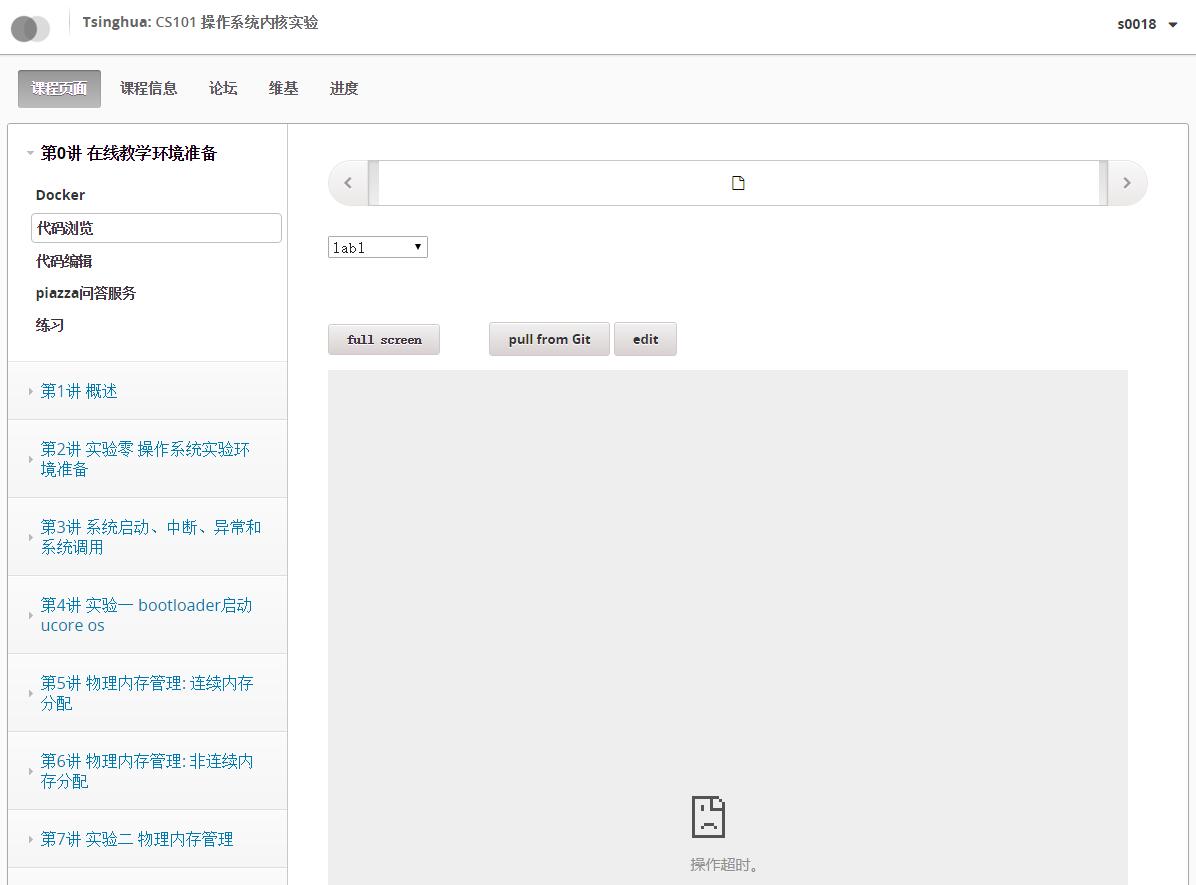 Tsinghua: CS101 操作系统内核实验
s0018
课程页面 课程信息 论坛 维基 进度
第0讲 在线教学环境准备
Docker
代码浏览
代码编辑
piazza问答服务
练习
第1讲 概述
第2讲 实验零 操作系统实验环
境准备
第3讲 系统启动、中断、异常和
系统调用
第4讲 实验一 bootloader启动
ucore os
第5讲 物理内存管理: 连续内存
分配
第6讲 物理内存管理: 非连续内
存分配
第7讲 实验二 物理内存管理
lab1
full screen pull from Git edit
操作超时。